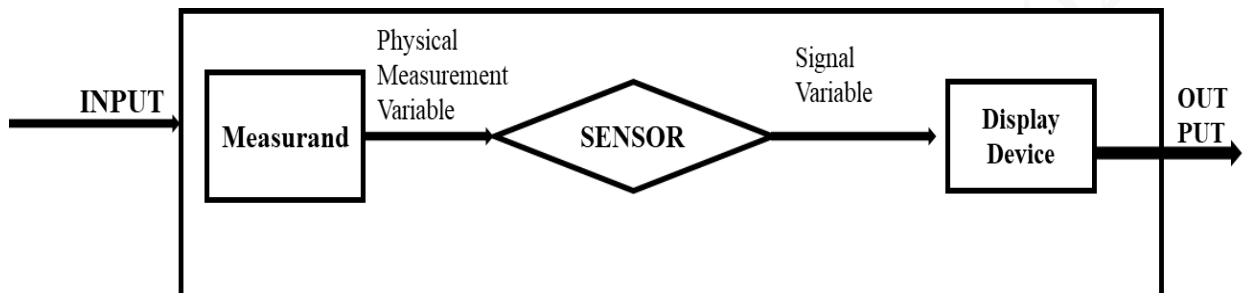 INPUT
Measurand
Physical
Measurement
Variable
SENSOR
Signal
Variable
Display
Device
OUT
PUT